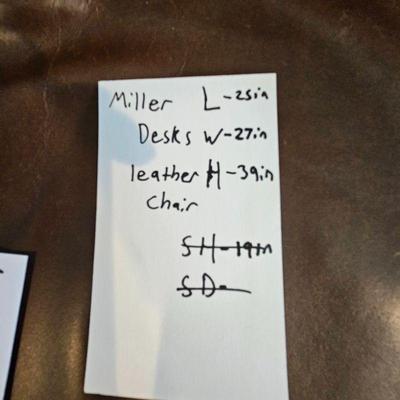 Miller L-25in
Desks W-27in
leather H-39in
Chair
SH-19in
SD-